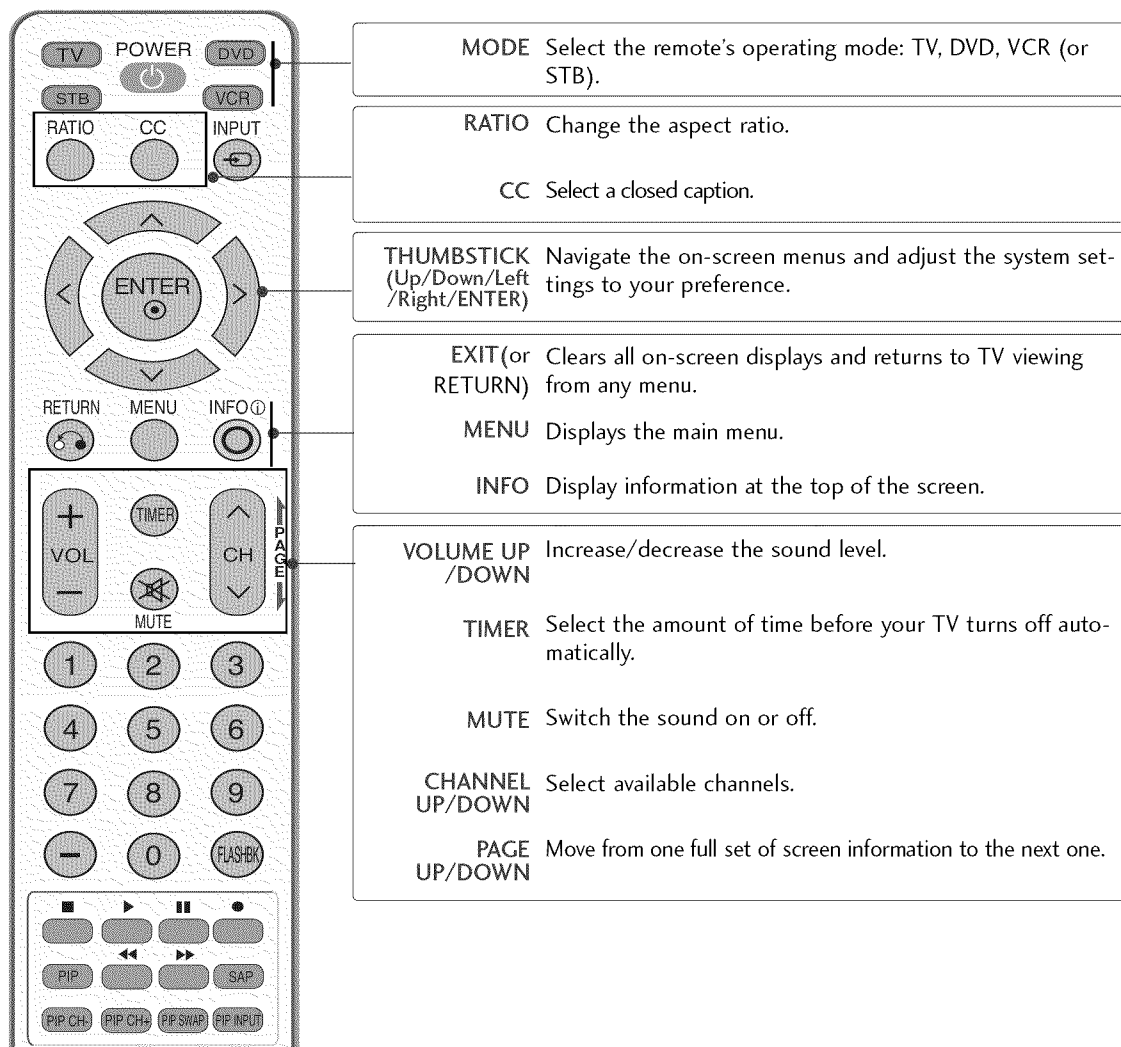 TV POWER DVD
STB VCR
RATIO CC INPUT
ENTER
RETURN MENU INFO ⓘ
+ TIMER
VOL CH
PAGE
−
MUTE
1 2 3
4 5 6
7 8 9
− 0 FLASHBK
PIP SAP
PIP CH- PIP CH+ PIP SWAP PIP INPUT
MODE Select the remote's operating mode: TV, DVD, VCR (or
STB).
RATIO Change the aspect ratio.
CC Select a closed caption.
THUMBSTICK Navigate the on-screen menus and adjust the system set-
(Up/Down/Left tings to your preference.
/Right/ENTER)
EXIT(or Clears all on-screen displays and returns to TV viewing
RETURN) from any menu.
MENU Displays the main menu.
INFO Display information at the top of the screen.
VOLUME UP Increase/decrease the sound level.
/DOWN
TIMER Select the amount of time before your TV turns off auto-
matically.
MUTE Switch the sound on or off.
CHANNEL Select available channels.
UP/DOWN
PAGE Move from one full set of screen information to the next one.
UP/DOWN